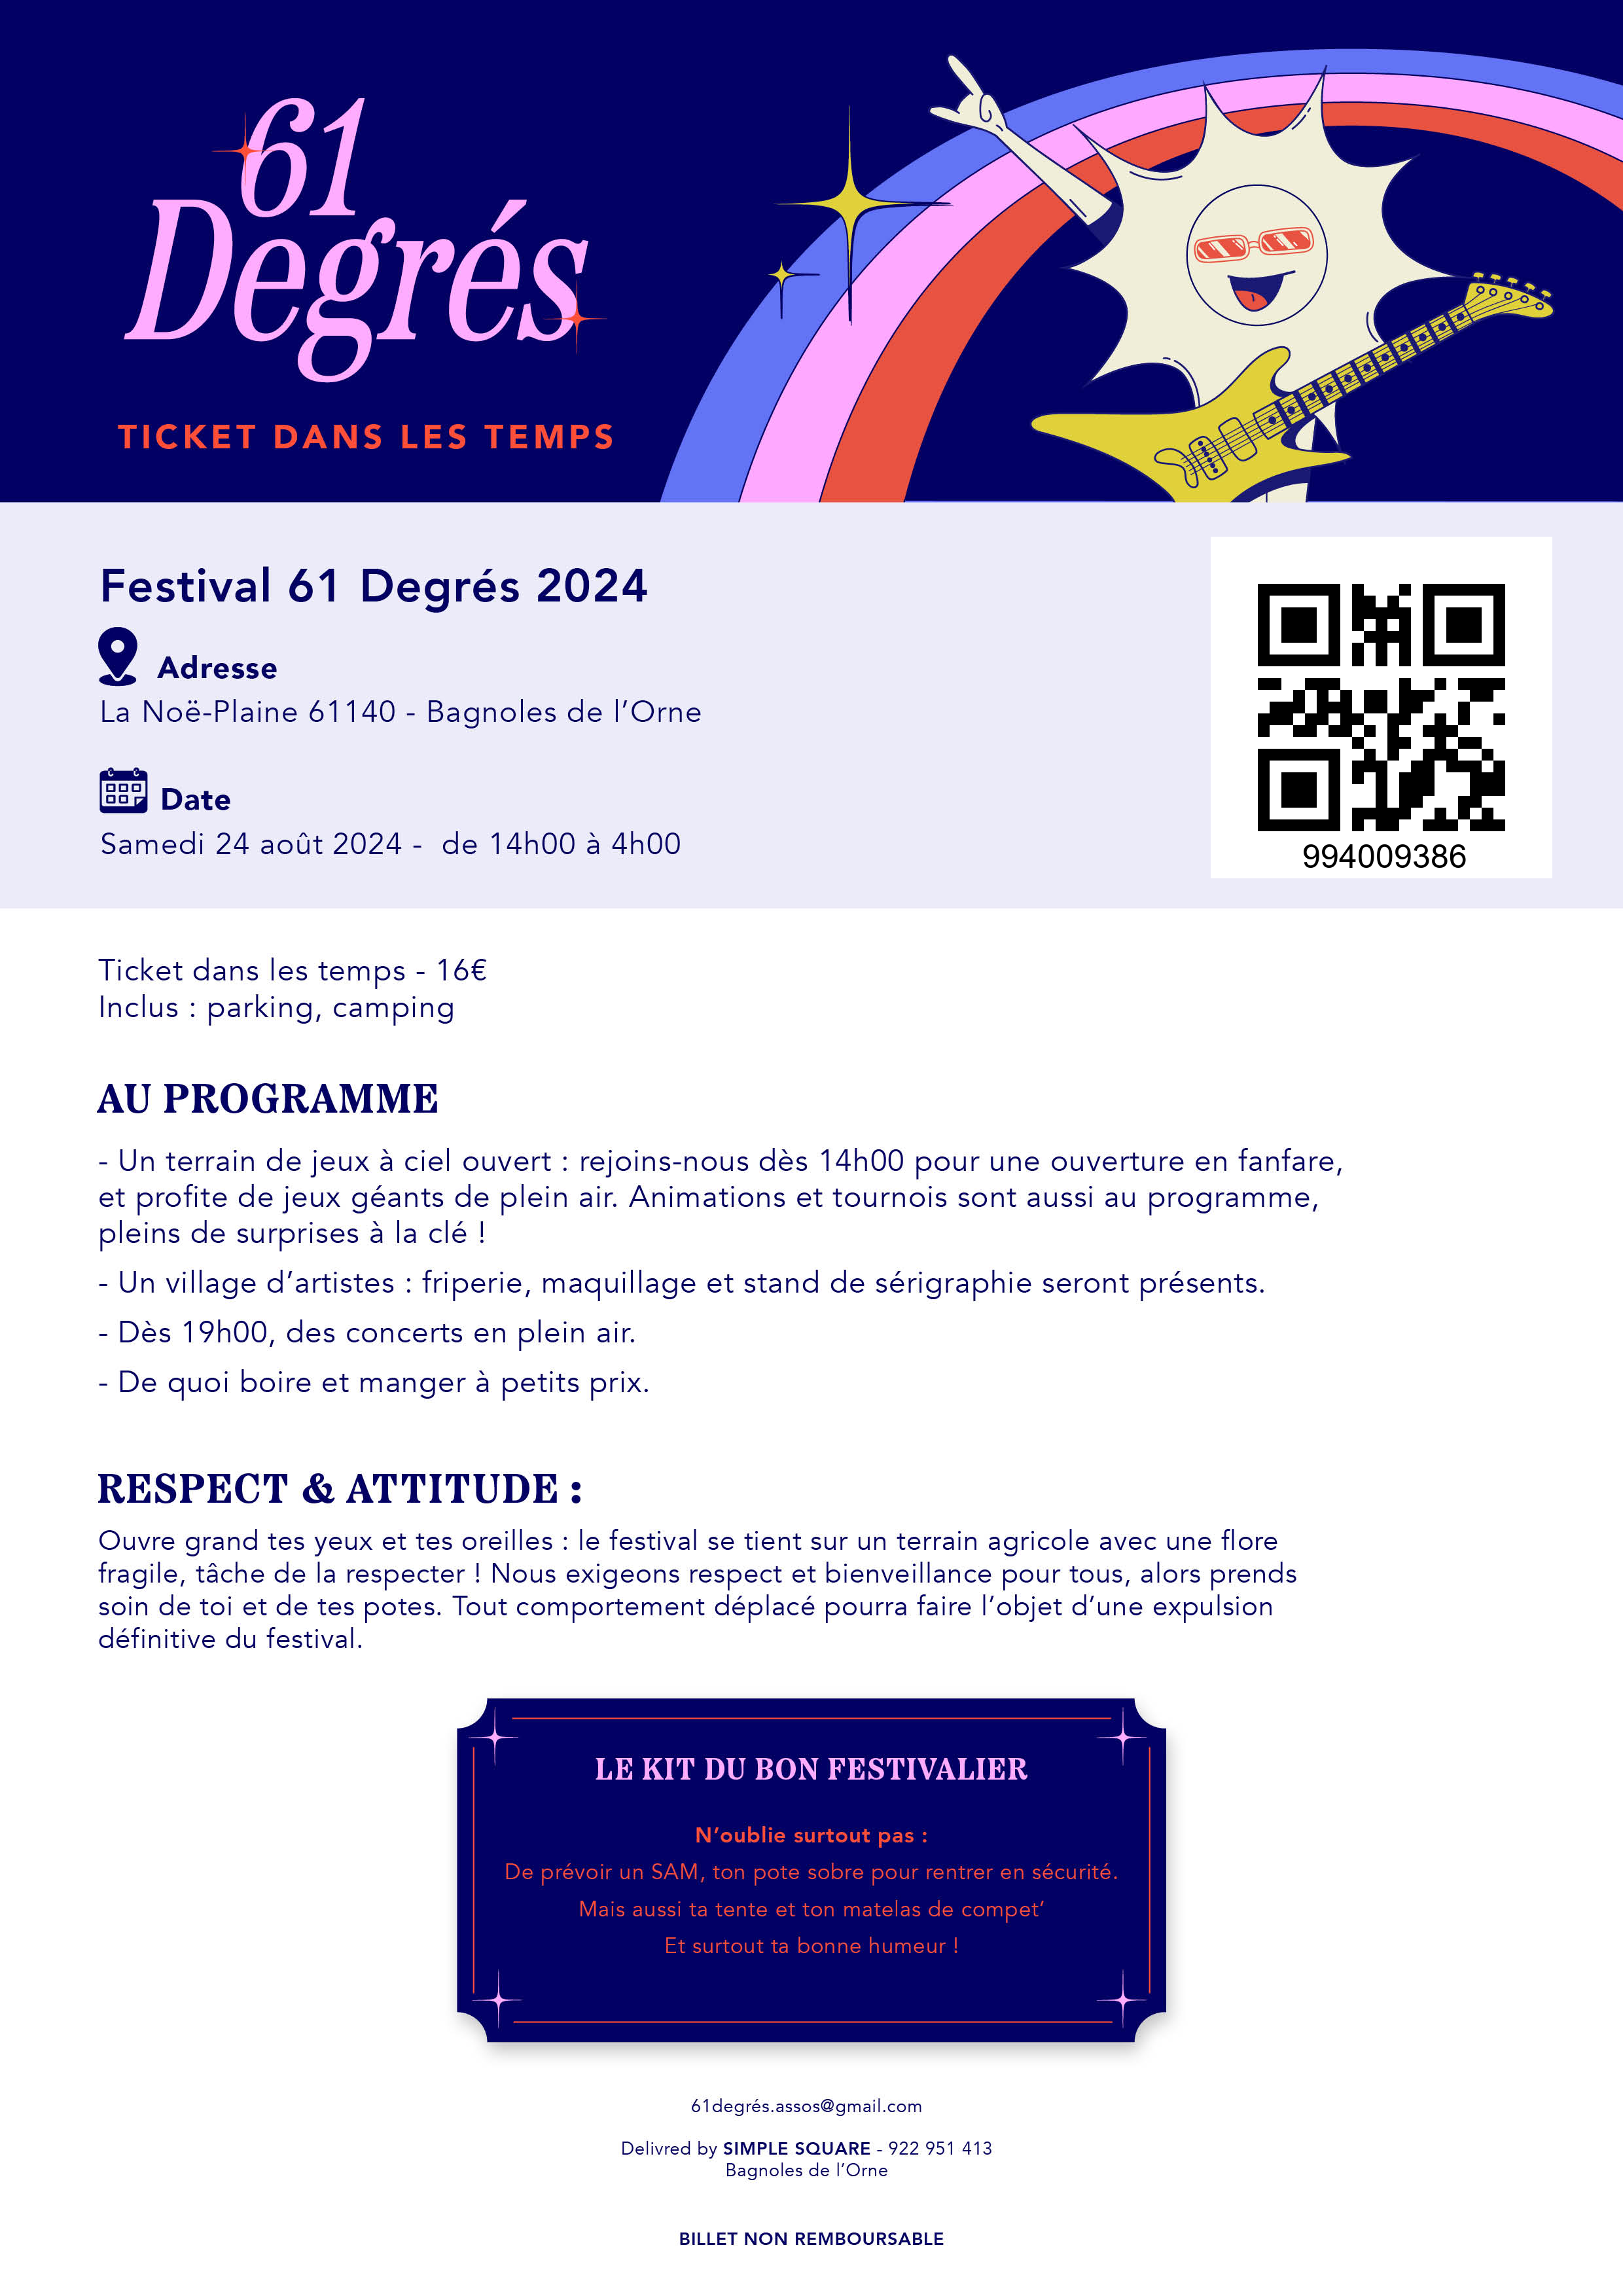 61
Degrés
TICKET DANS LES TEMPS
Festival 61 Degrés 2024
Adresse
La Noë-Plaine 61140 - Bagnoles de l’Orne
Date
Samedi 24 août 2024 -  de 14h00 à 4h00
994009386
Ticket dans les temps - 16€
Inclus : parking, camping
AU PROGRAMME
- Un terrain de jeux à ciel ouvert : rejoins-nous dès 14h00 pour une ouverture en fanfare,
et profite de jeux géants de plein air. Animations et tournois sont aussi au programme,
pleins de surprises à la clé !
- Un village d’artistes : friperie, maquillage et stand de sérigraphie seront présents.
- Dès 19h00, des concerts en plein air.
- De quoi boire et manger à petits prix.
RESPECT & ATTITUDE :
Ouvre grand tes yeux et tes oreilles : le festival se tient sur un terrain agricole avec une flore
fragile, tâche de la respecter ! Nous exigeons respect et bienveillance pour tous, alors prends
soin de toi et de tes potes. Tout comportement déplacé pourra faire l’objet d’une expulsion
définitive du festival.
LE KIT DU BON FESTIVALIER
N’oublie surtout pas :
De prévoir un SAM, ton pote sobre pour rentrer en sécurité.
Mais aussi ta tente et ton matelas de compet’
Et surtout ta bonne humeur !
61degrés.assos@gmail.com
Delivred by SIMPLE SQUARE - 922 951 413
Bagnoles de l’Orne
BILLET NON REMBOURSABLE